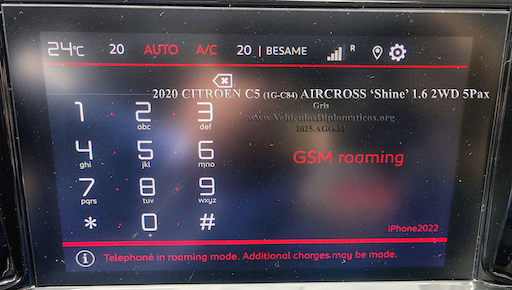 24°C 20 AUTO A/C 20 | BESAME R
2020 CITROEN C5 (1G-C84) AIRCROSS ‘Shine’ 1.6 2WD 5Pax
Gris
www.VehiculosDiplomaticos.org
2025.AGG.22
1 2 3
abc def
4 5 6
ghi jkl mno
GSM roaming
7 8 9
pqrs tuv wxyz
* 0 #
+
iPhone2022
Telephone in roaming mode. Additional charges may be made.